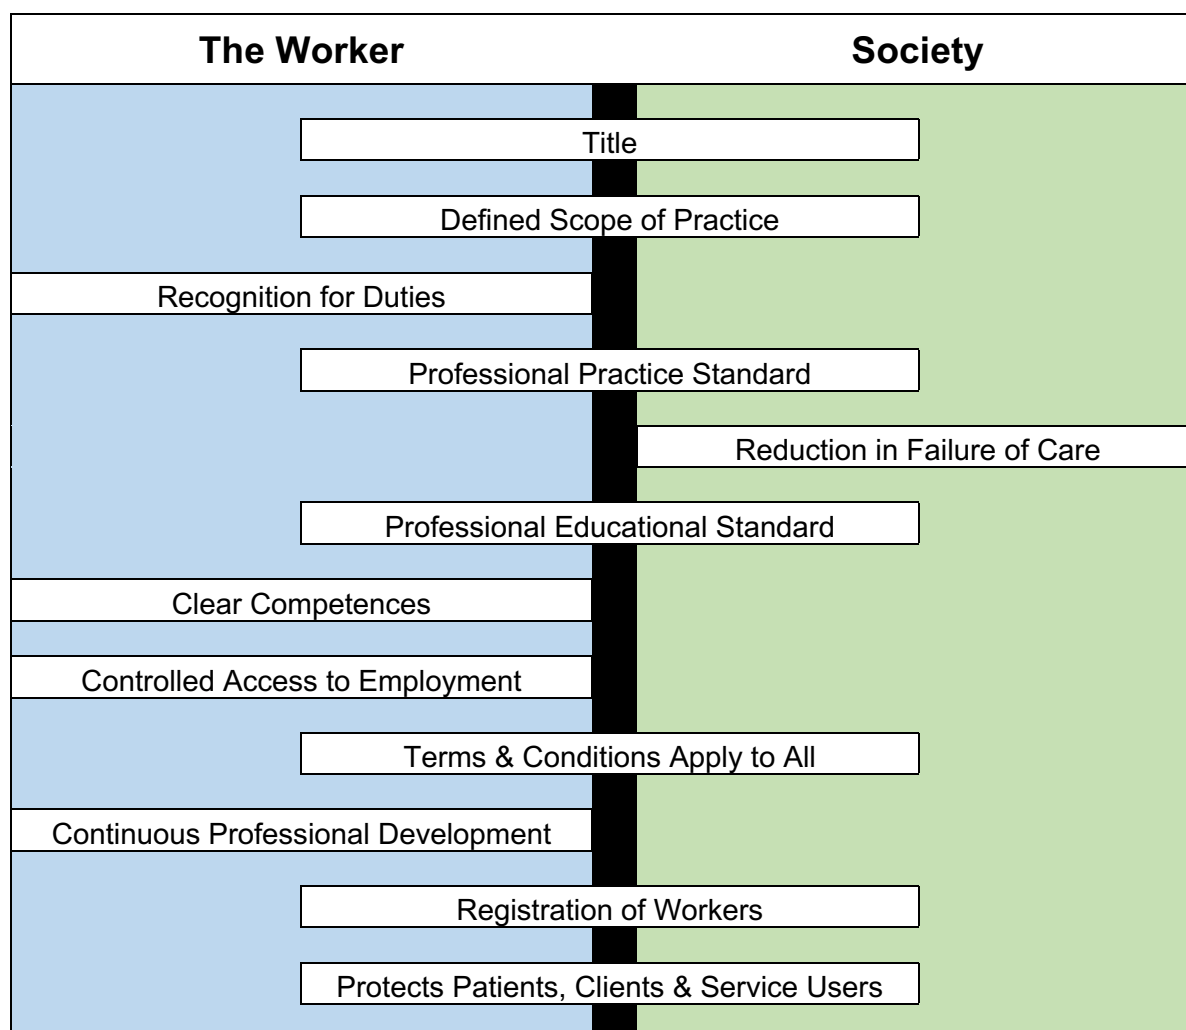 The Worker
Society
Title
Defined Scope of Practice
Recognition for Duties
Professional Practice Standard
Reduction in Failure of Care
Professional Educational Standard
Clear Competences
Controlled Access to Employment
Terms & Conditions Apply to All
Continuous Professional Development
Registration of Workers
Protects Patients, Clients & Service Users